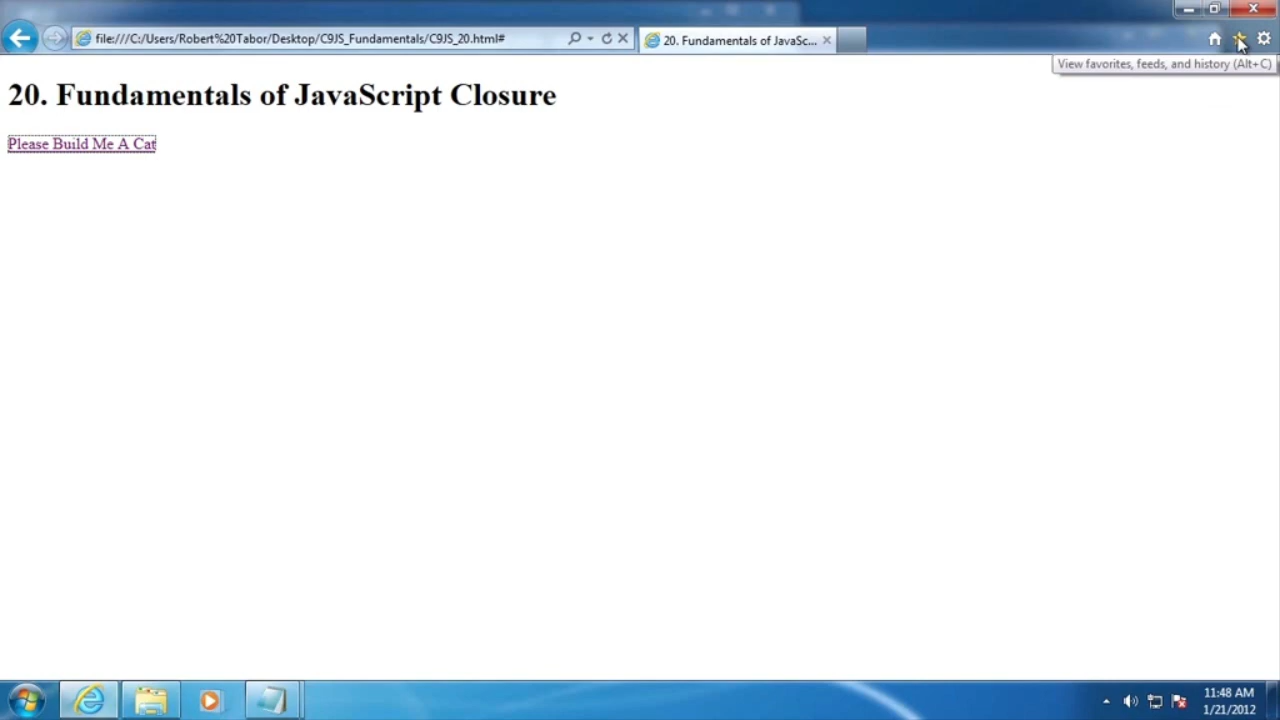 file:///C:/Users/Robert%20Tabor/Desktop/C9JS_Fundamentals/C9JS_20.html#
20. Fundamentals of JavaSc...
View favorites, feeds, and history (Alt+C)
20. Fundamentals of JavaScript Closure
Please Build Me A Cat
11:48 AM
1/21/2012